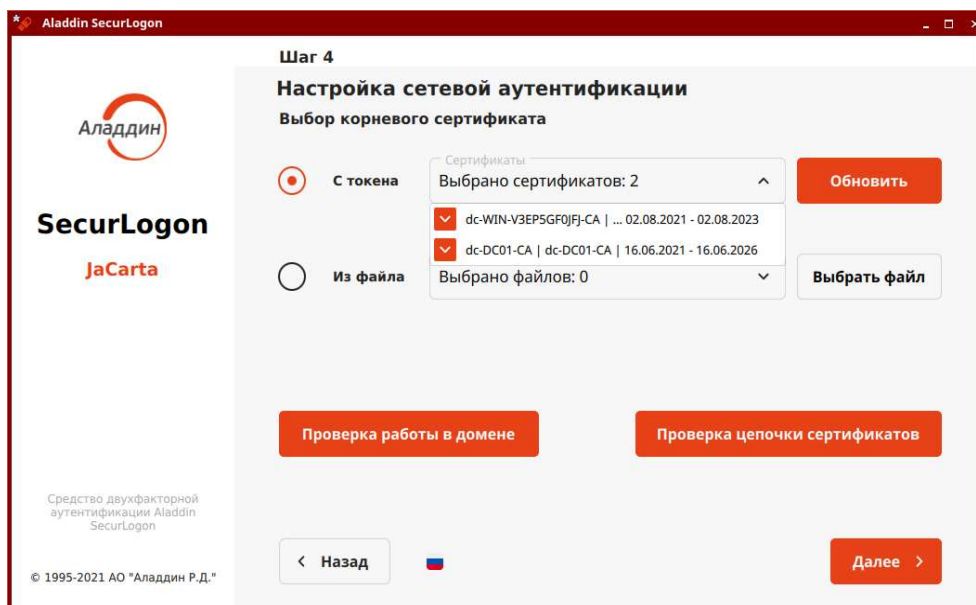 Aladdin SecurLogon
Шаг 4
Настройка сетевой аутентификации
Выбор корневого сертификата
Аладдин
SecurLogon
JaCarta
С токена
Сертификаты
Выбрано сертификатов: 2
Обновить
dc-WIN-V3EP5GF0JFJ-CA | ... 02.08.2021 - 02.08.2023
dc-DC01-CA | dc-DC01-CA | 16.06.2021 - 16.06.2026
Из файла
Выбрано файлов: 0
Выбрать файл
Проверка работы в домене
Проверка цепочки сертификатов
Средство двухфакторной
аутентификации Aladdin
SecurLogon
© 1995-2021 АО "Аладдин Р.Д."
Назад
Далее